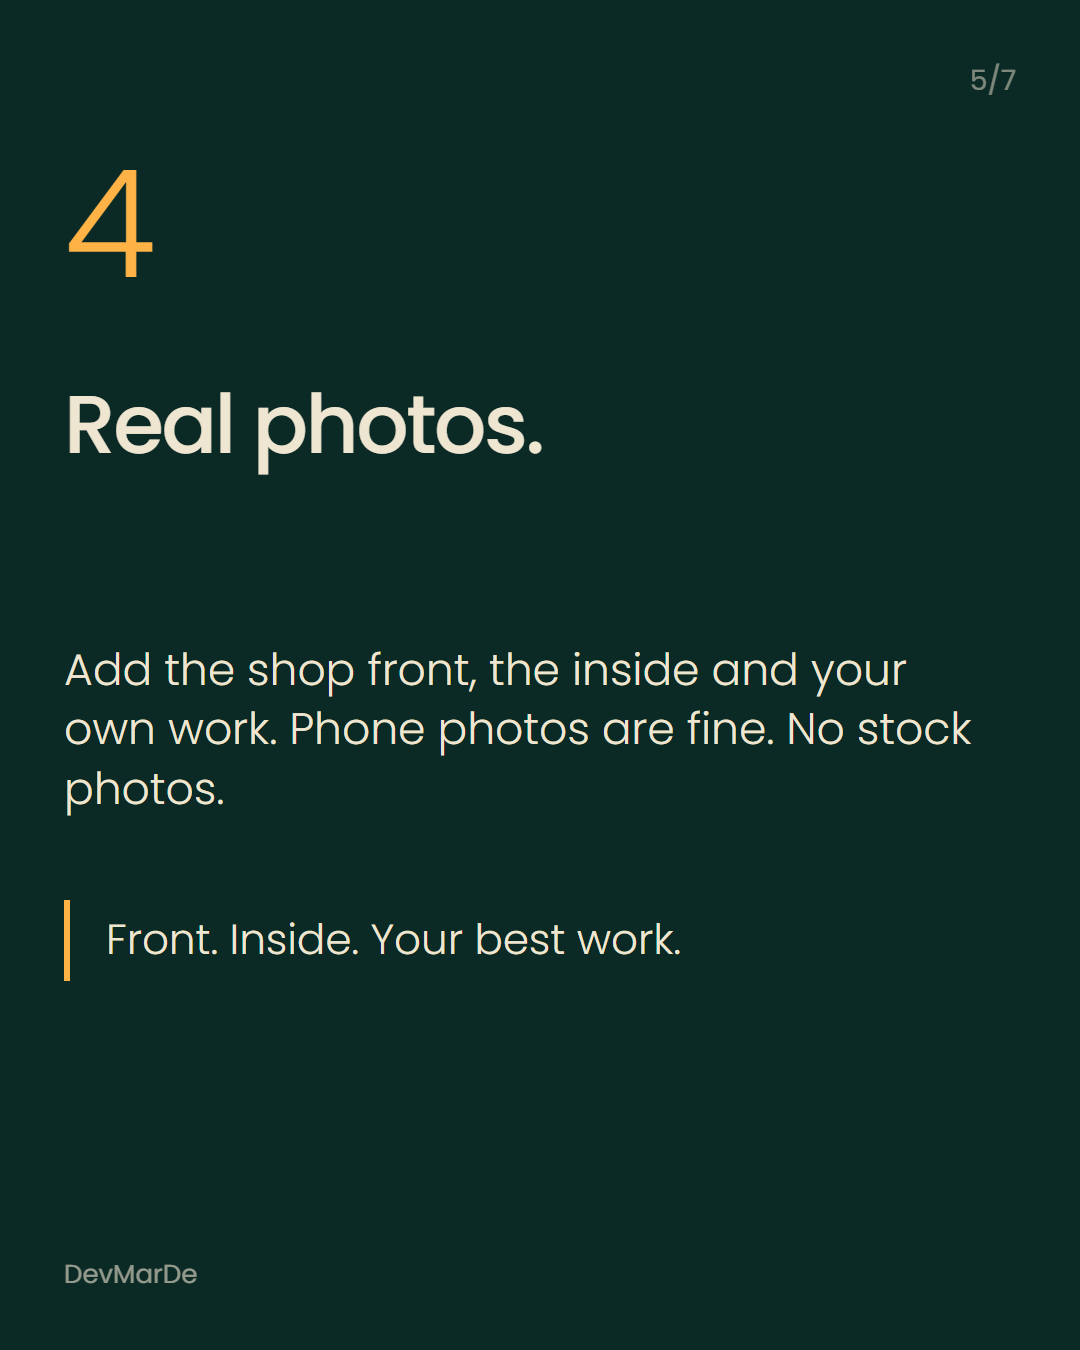 5/7
4
Real photos.
Add the shop front, the inside and your
own work. Phone photos are fine. No stock
photos.
Front. Inside. Your best work.
DevMarDe